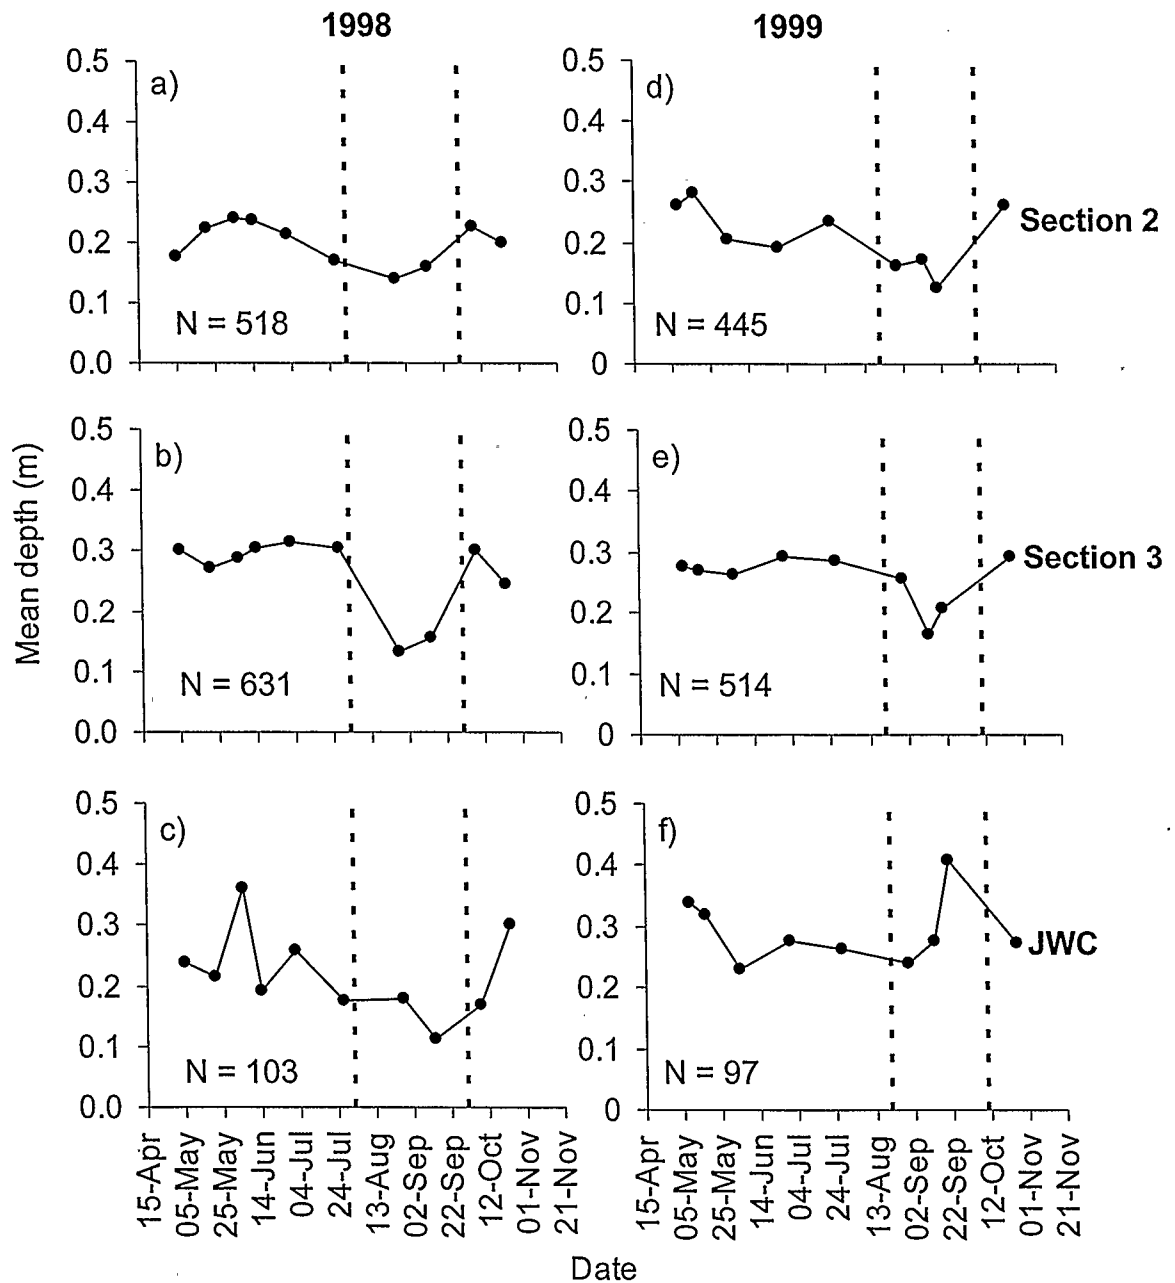 1998
1999
a)
0.5
0.4
0.3
0.2
0.1
0.0
N = 518
d)
0.5
0.4
0.3
0.2
0.1
0
N = 445
Section 2
b)
0.5
0.4
0.3
0.2
0.1
0.0
N = 631
e)
0.5
0.4
0.3
0.2
0.1
0
N = 514
Section 3
Mean depth (m)
c)
0.5
0.4
0.3
0.2
0.1
0.0
N = 103
f)
0.5
0.4
0.3
0.2
0.1
0
N = 97
JWC
15-Apr
05-May
25-May
14-Jun
04-Jul
24-Jul
13-Aug
02-Sep
22-Sep
12-Oct
01-Nov
21-Nov
15-Apr
05-May
25-May
14-Jun
04-Jul
24-Jul
13-Aug
02-Sep
22-Sep
12-Oct
01-Nov
21-Nov
Date